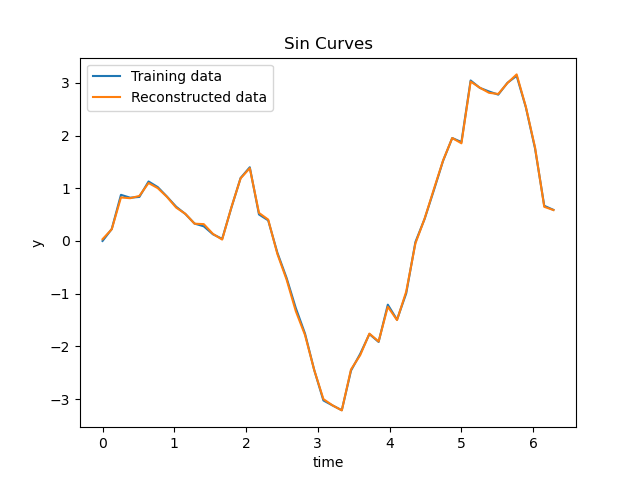 Sin Curves
Training data
Reconstructed data
3
2
1
0
−1
−2
−3
y
0 1 2 3 4 5 6
time